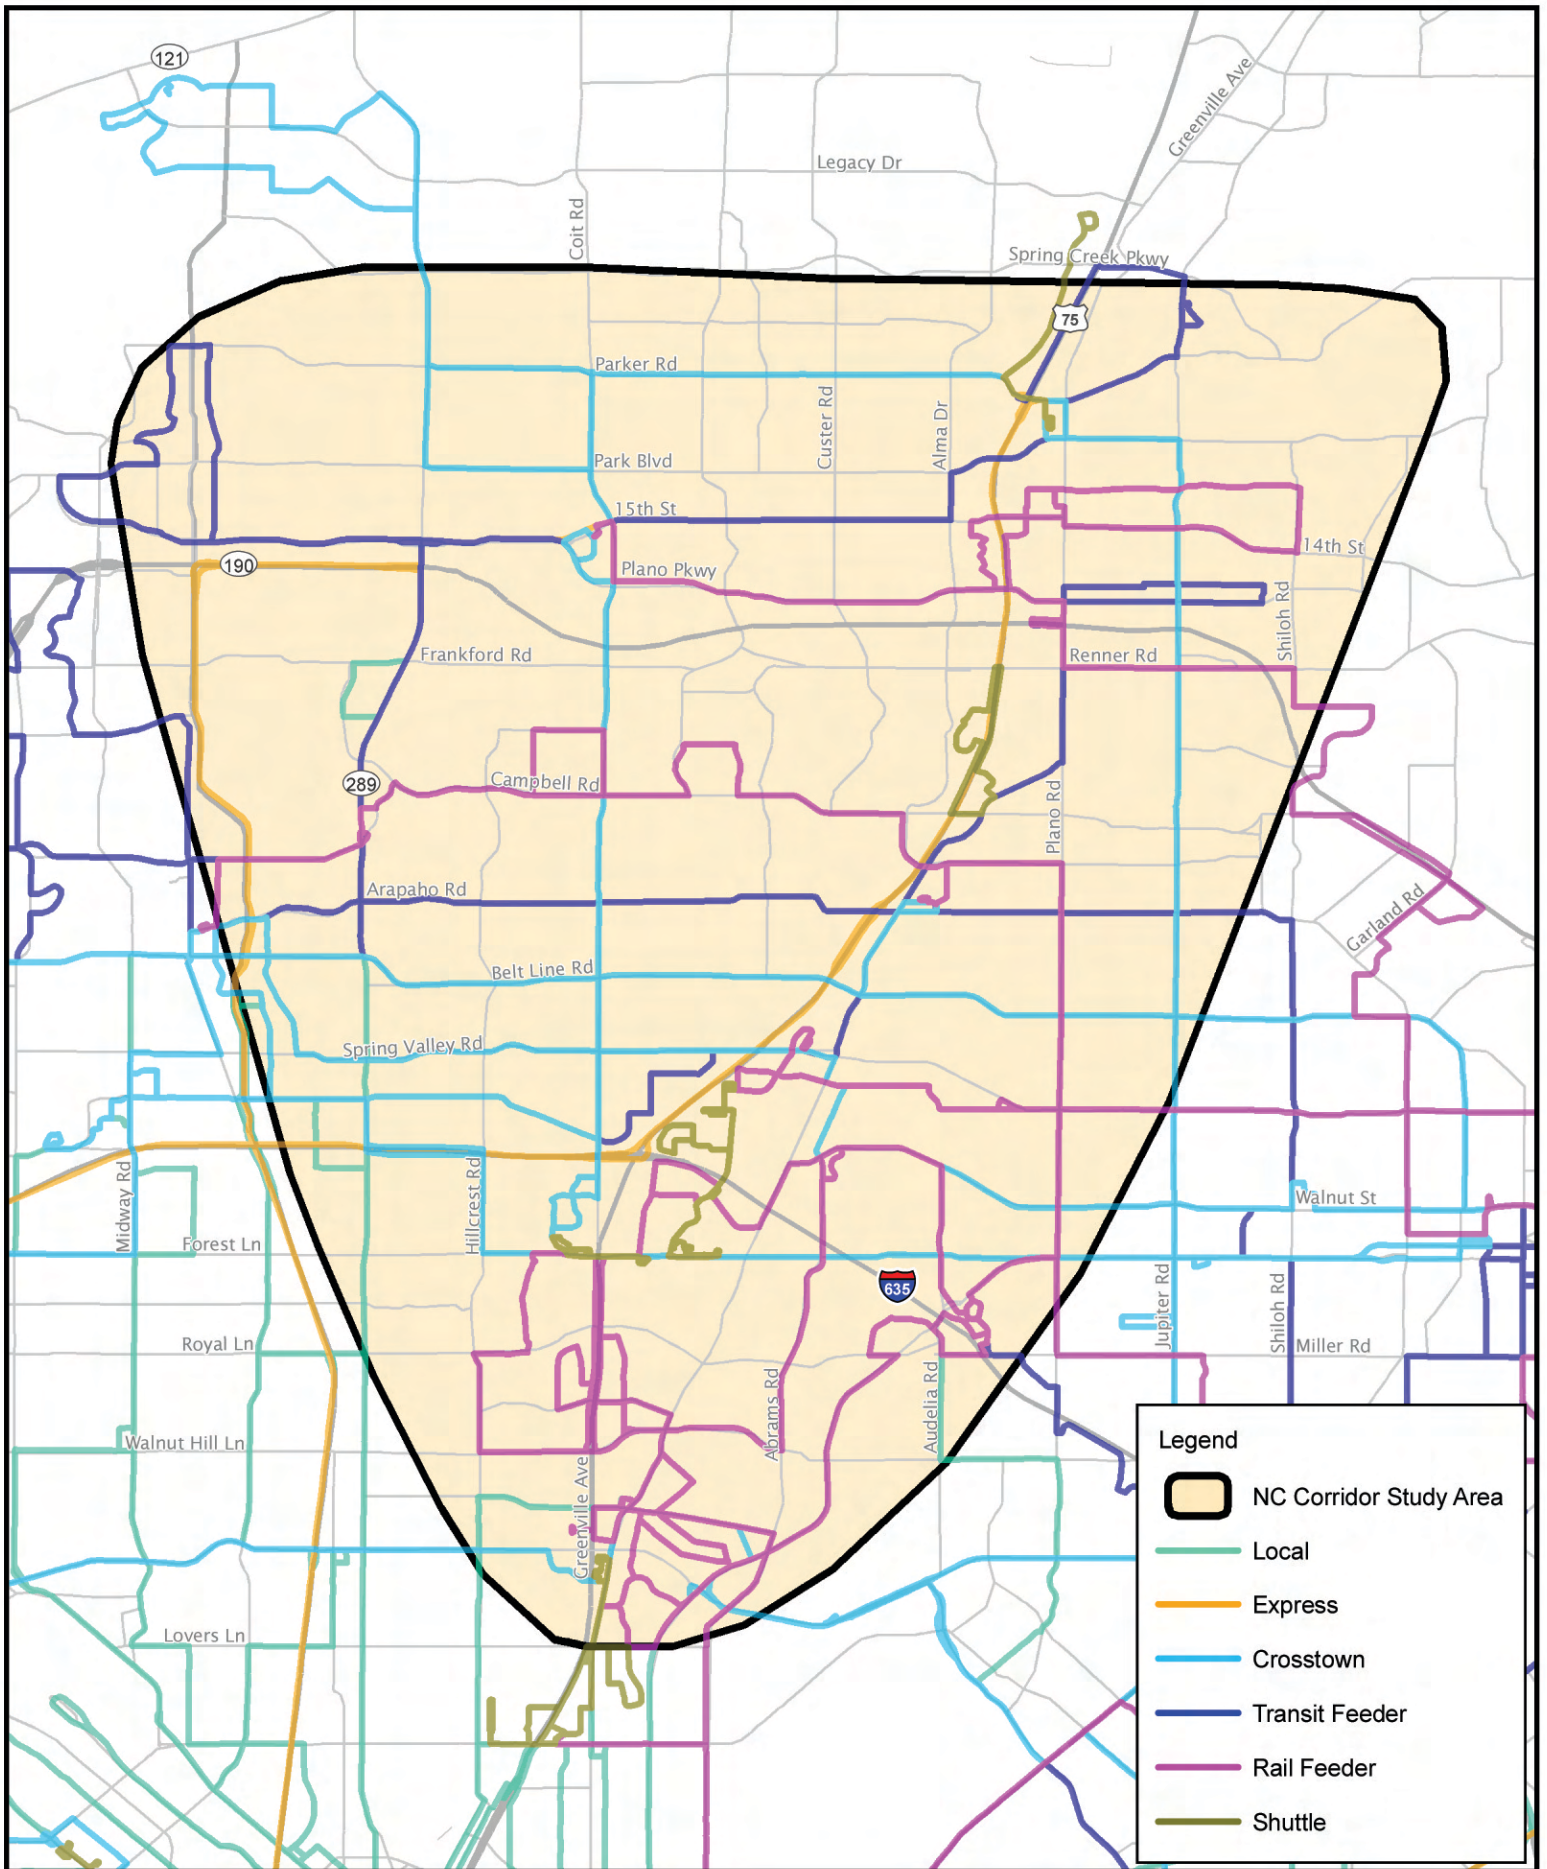 121
Greenville Ave
Legacy Dr
Coit Rd
Spring Creek Pkwy
75
Parker Rd
Custer Rd
Alma Dr
Park Blvd
15th St
14th St
190
Plano Pkwy
Shiloh Rd
Frankford Rd
Renner Rd
289
Campbell Rd
Plano Rd
Arapaho Rd
Garland Rd
Belt Line Rd
Spring Valley Rd
Midway Rd
Hillcrest Rd
Walnut St
Forest Ln
635
Jupiter Rd
Shiloh Rd
Royal Ln
Miller Rd
Abrams Rd
Audelia Rd
Walnut Hill Ln
Greenville Ave
Lovers Ln
Legend
NC Corridor Study Area
Local
Express
Crosstown
Transit Feeder
Rail Feeder
Shuttle